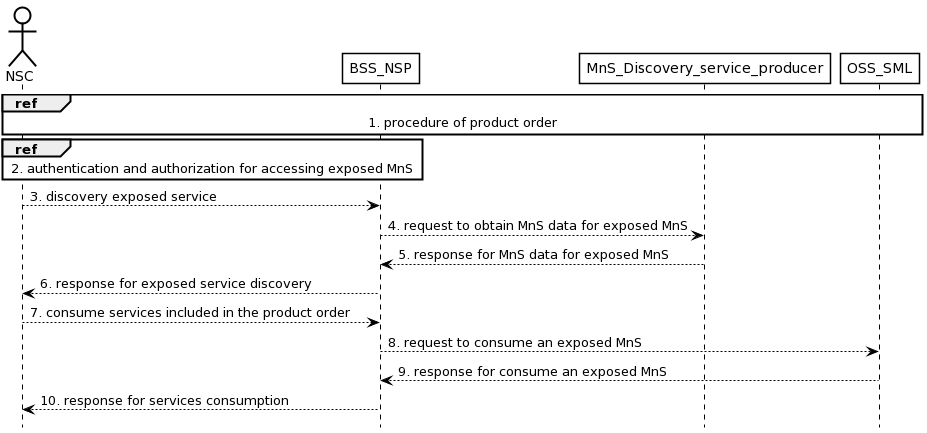 NSC
BSS_NSP
MnS_Discovery_service_producer
OSS_SML
ref
1. procedure of product order
ref
2. authentication and authorization for accessing exposed MnS
3. discovery exposed service
4. request to obtain MnS data for exposed MnS
5. response for MnS data for exposed MnS
6. response for exposed service discovery
7. consume services included in the product order
8. request to consume an exposed MnS
9. response for consume an exposed MnS
10. response for services consumption